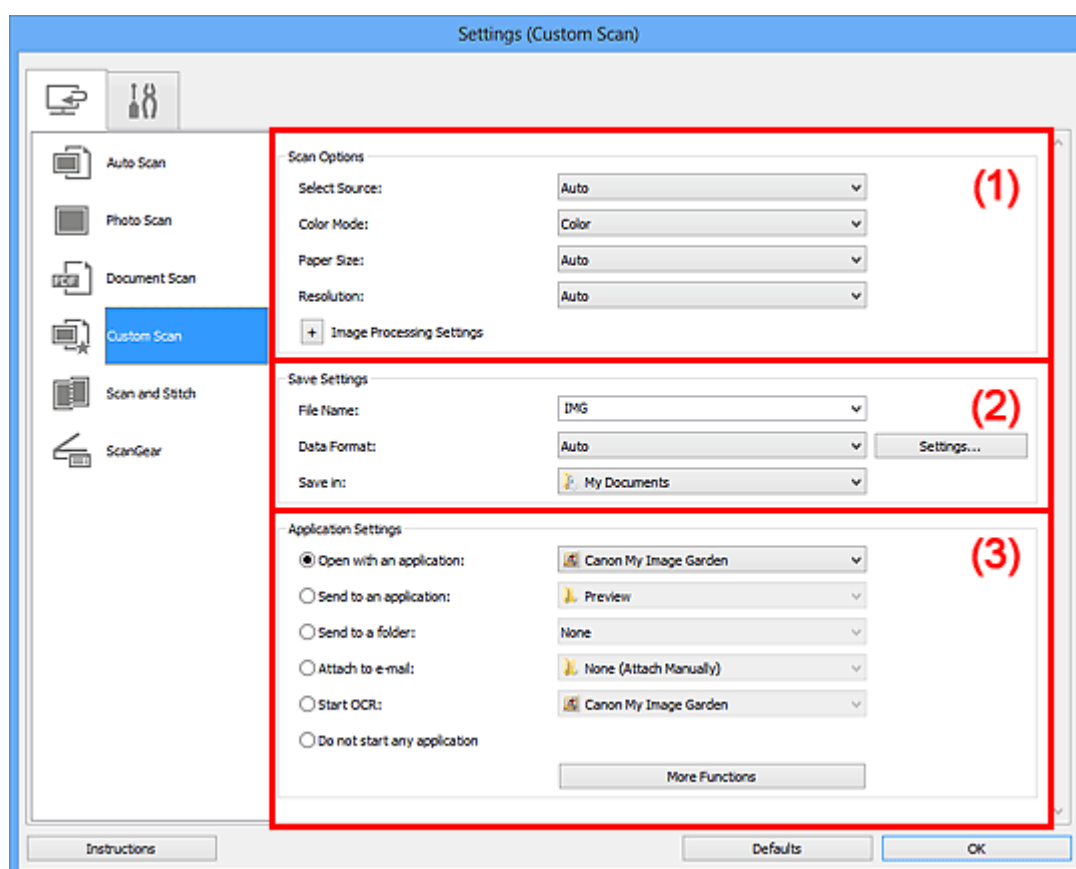 Settings (Custom Scan)
Auto Scan
Photo Scan
Document Scan
Custom Scan
Scan and Stitch
ScanGear
Scan Options
(1)
Select Source: Auto
Color Mode: Color
Paper Size: Auto
Resolution: Auto
+ Image Processing Settings
Save Settings
(2)
File Name: IMG
Data Format: Auto Settings...
Save in: My Documents
Application Settings
(3)
Open with an application: Canon My Image Garden
Send to an application: Preview
Send to a folder: None
Attach to e-mail: None (Attach Manually)
Start OCR: Canon My Image Garden
Do not start any application
More Functions
Instructions Defaults OK